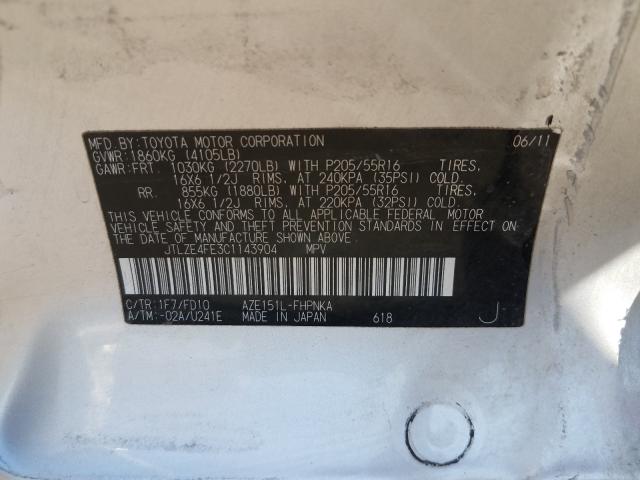 MFD.BY:TOYOTA MOTOR CORPORATION 06/11
GVWR:1860KG (4105LB)
GAWR:FRT. 1030KG (2270LB) WITH P205/55R16 TIRES,
16X6 1/2J RIMS, AT 240KPA (35PSI) COLD.
RR. 855KG (1880LB) WITH P205/55R16 TIRES,
16X6 1/2J RIMS, AT 220KPA (32PSI) COLD.
THIS VEHICLE CONFORMS TO ALL APPLICABLE FEDERAL MOTOR
VEHICLE SAFETY AND THEFT PREVENTION STANDARDS IN EFFECT ON
THE DATE OF MANUFACTURE SHOWN ABOVE.
JTLZE4FE3C1143904 MPV
C/TR:1F7/FD10 AZE151L-FHPNKA
A/TM:-02A/U241E MADE IN JAPAN 618 J